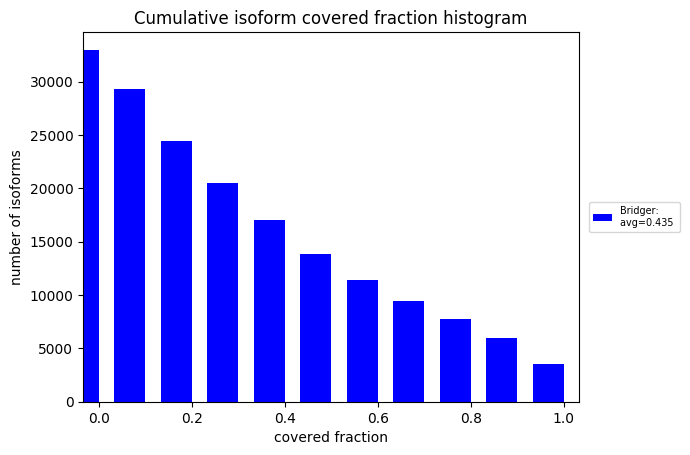 Cumulative isoform covered fraction histogram
number of isoforms
30000
25000
20000
15000
10000
5000
0
0.0 0.2 0.4 0.6 0.8 1.0
covered fraction
Bridger:
avg=0.435